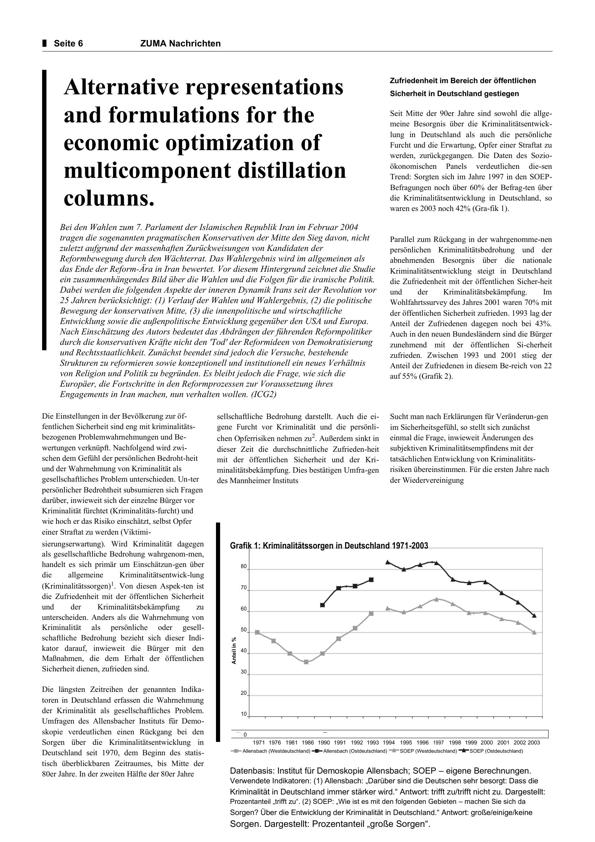 Seite 6
ZUMA Nachrichten
Alternative representations
and formulations for the
economic optimization of
multicomponent distillation
columns.
Bei den Wahlen zum 7. Parlament der Islamischen Republik Iran im Februar 2004
tragen die sogenannten pragmatischen Konservativen der Mitte den Sieg davon, nicht
zuletzt aufgrund der massenhaften Zurückweisungen von Kandidaten der
Reformbewegung durch den Wächterrat. Das Wahlergebnis wird im allgemeinen als
das Ende der Reform-Ära in Iran bewertet. Vor diesem Hintergrund zeichnet die Studie
ein zusammenhängendes Bild über die Wahlen und die Folgen für die iranische Politik.
Dabei werden die folgenden Aspekte der inneren Dynamik Irans seit der Revolution vor
25 Jahren berücksichtigt: (1) Verlauf der Wahlen und Wahlergebnis, (2) die politische
Bewegung der konservativen Mitte, (3) die innenpolitische und wirtschaftliche
Entwicklung sowie die außenpolitische Entwicklung gegenüber den USA und Europa.
Nach Einschätzung des Autors bedeutet das Abdrängen der führenden Reformpolitiker
durch die konservativen Kräfte nicht den 'Tod' der Reformideen von Demokratisierung
und Rechtsstaatlichkeit. Zunächst beendet sind jedoch die Versuche, bestehende
Strukturen zu reformieren sowie konzeptionell und institutionell ein neues Verhältnis
von Religion und Politik zu begründen. Es bleibt jedoch die Frage, wie sich die
Europäer, die Fortschritte in den Reformprozessen zur Voraussetzung ihres
Engagements in Iran machen, nun verhalten wollen. (ICG2)
Zufriedenheit im Bereich der öffentlichen
Sicherheit in Deutschland gestiegen
Seit Mitte der 90er Jahre sind sowohl die allge-
meine Besorgnis über die Kriminalitätsentwick-
lung in Deutschland als auch die persönliche
Furcht und die Erwartung, Opfer einer Straftat zu
werden, zurückgegangen. Die Daten des Sozio-
ökonomischen Panels verdeutlichen die-sen
Trend: Sorgten sich im Jahre 1997 in den SOEP-
Befragungen noch über 60% der Befrag-ten über
die Kriminalitätsentwicklung in Deutschland, so
waren es 2003 noch 42% (Gra-fik 1).
Parallel zum Rückgang in der wahrgenomme-nen
persönlichen Kriminalitätsbedrohung und der
abnehmenden Besorgnis über die nationale
Kriminalitätsentwicklung steigt in Deutschland
die Zufriedenheit mit der öffentlichen Sicher-heit
und der Kriminalitätsbekämpfung. Im
Wohlfahrtssurvey des Jahres 2001 waren 70% mit
der öffentlichen Sicherheit zufrieden. 1993 lag der
Anteil der Zufriedenen dagegen noch bei 43%.
Auch in den neuen Bundesländern sind die Bürger
zunehmend mit der öffentlichen Si-cherheit
zufrieden. Zwischen 1993 und 2001 stieg der
Anteil der Zufriedenen in diesem Be-reich von 22
auf 55% (Grafik 2).
Die Einstellungen in der Bevölkerung zur öf-
fentlichen Sicherheit sind eng mit kriminalitäts-
bezogenen Problemwahrnehmungen und Be-
wertungen verknüpft. Nachfolgend wird zwi-
schen dem Gefühl der persönlichen Bedroht-heit
und der Wahrnehmung von Kriminalität als
gesellschaftliches Problem unterschieden. Un-ter
persönlicher Bedrohtheit subsumieren sich Fragen
darüber, inwieweit sich der einzelne Bürger vor
Kriminalität fürchtet (Kriminalitäts-furcht) und
wie hoch er das Risiko einschätzt, selbst Opfer
einer Straftat zu werden (Viktimi-
sierungserwartung). Wird Kriminalität dagegen
als gesellschaftliche Bedrohung wahrgenom-men,
handelt es sich primär um Einschätzun-gen über
die allgemeine Kriminalitätsentwick-lung
(Kriminalitätssorgen)1. Von diesen Aspek-ten ist
die Zufriedenheit mit der öffentlichen Sicherheit
und der Kriminalitätsbekämpfung zu
unterscheiden. Anders als die Wahrnehmung von
Kriminalität als persönliche oder gesell-
schaftliche Bedrohung bezieht sich dieser Indi-
kator darauf, inwieweit die Bürger mit den
Maßnahmen, die dem Erhalt der öffentlichen
Sicherheit dienen, zufrieden sind.
Die längsten Zeitreihen der genannten Indika-
toren in Deutschland erfassen die Wahrnehmung
der Kriminalität als gesellschaftliches Problem.
Umfragen des Allensbacher Instituts für Demo-
skopie verdeutlichen einen Rückgang bei den
Sorgen über die Kriminalitätsentwicklung in
Deutschland seit 1970, dem Beginn des statis-
tisch überblickbaren Zeitraumes, bis Mitte der
80er Jahre. In der zweiten Hälfte der 80er Jahre
sellschaftliche Bedrohung darstellt. Auch die ei-
gene Furcht vor Kriminalität und die persönli-
chen Opferrisiken nehmen zu2. Außerdem sinkt in
dieser Zeit die durchschnittliche Zufrieden-heit
mit der öffentlichen Sicherheit und der Kri-
minalitätsbekämpfung. Dies bestätigen Umfra-gen
des Mannheimer Instituts
Sucht man nach Erklärungen für Veränderun-gen
im Sicherheitsgefühl, so stellt sich zunächst
einmal die Frage, inwieweit Änderungen des
subjektiven Kriminalitätsempfindens mit der
tatsächlichen Entwicklung von Kriminalitäts-
risiken übereinstimmen. Für die ersten Jahre nach
der Wiedervereinigung
Grafik 1: Kriminalitätssorgen in Deutschland 1971-2003
80
70
60
50
40
30
20
10
0
Anteil in %
1971 1976 1981 1986 1990 1991 1992 1993 1994 1995 1996 1997 1998 1999 2000 2001 2002 2003
Allensbach (Westdeutschland) Allensbach (Ostdeutschland) SOEP (Westdeutschland) SOEP (Ostdeutschland)
Datenbasis: Institut für Demoskopie Allensbach; SOEP – eigene Berechnungen.
Verwendete Indikatoren: (1) Allensbach: „Darüber sind die Deutschen sehr besorgt: Dass die
Kriminalität in Deutschland immer stärker wird.“ Antwort: trifft zu/trifft nicht zu. Dargestellt:
Prozentanteil „trifft zu“. (2) SOEP: „Wie ist es mit den folgenden Gebieten – machen Sie sich da
Sorgen? Über die Entwicklung der Kriminalität in Deutschland.“ Antwort: große/einige/keine
Sorgen. Dargestellt: Prozentanteil „große Sorgen“.